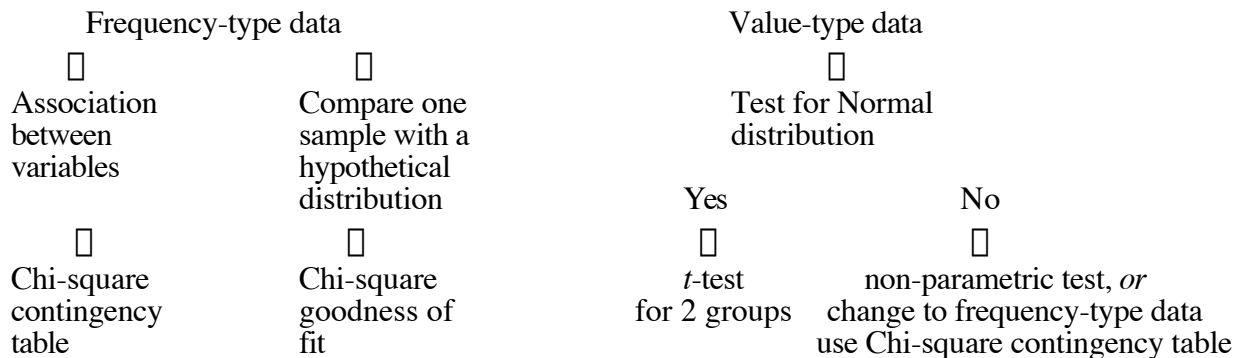 Frequency-type data
Value-type data
Association
between
variables
Compare one
sample with a
hypothetical
distribution
Test for Normal
distribution
Yes
No
Chi-square
contingency
table
Chi-square
goodness of
fit
t-test
for 2 groups
non-parametric test, or
change to frequency-type data
use Chi-square contingency table